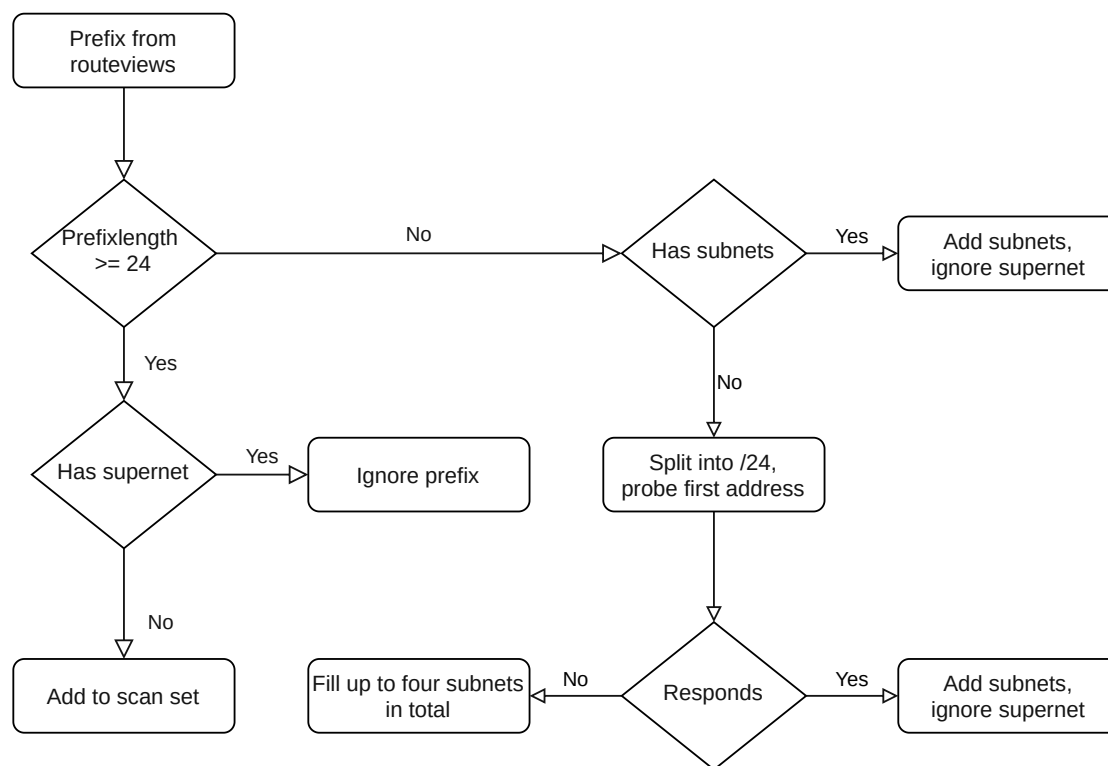 Prefix from
routeviews
Prefixlength
>= 24
No
Has subnets
Yes
Add subnets,
ignore supernet
Yes
No
Has supernet
Yes
Ignore prefix
Split into /24,
probe first address
No
Add to scan set
Fill up to four subnets
in total
No
Responds
Yes
Add subnets,
ignore supernet